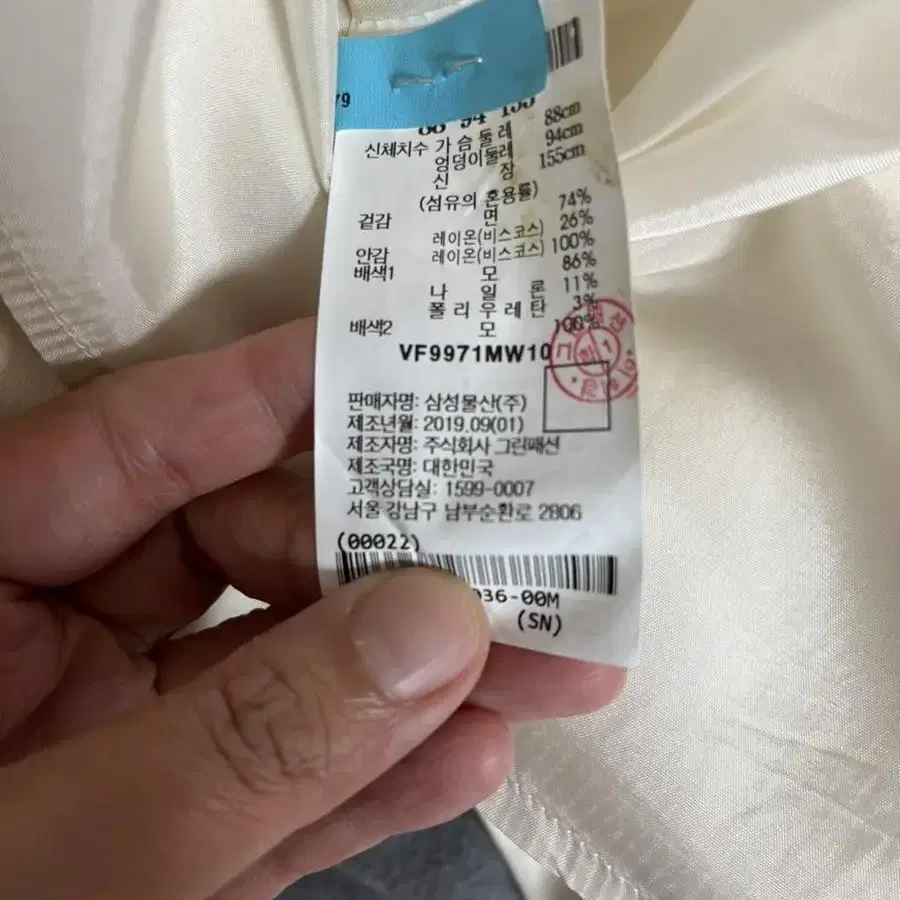 79
88 94 155
신체치수 가슴둘레 88cm
엉덩이둘레 94cm
신장 155cm
(섬유의 혼용률)
겉감 면 74%
레이온(비스코스) 26%
안감 레이온(비스코스) 100%
배색1 모 86%
나일론 11%
폴리우레탄 3%
배색2 모 100%
VF9971MW10
판매자명: 삼성물산(주)
제조년월: 2019.09(01)
제조자명: 주식회사 그린패션
제조국명: 대한민국
고객상담실: 1599-0007
서울 강남구 남부순환로 2806
(00022)
036-00M
(SN)